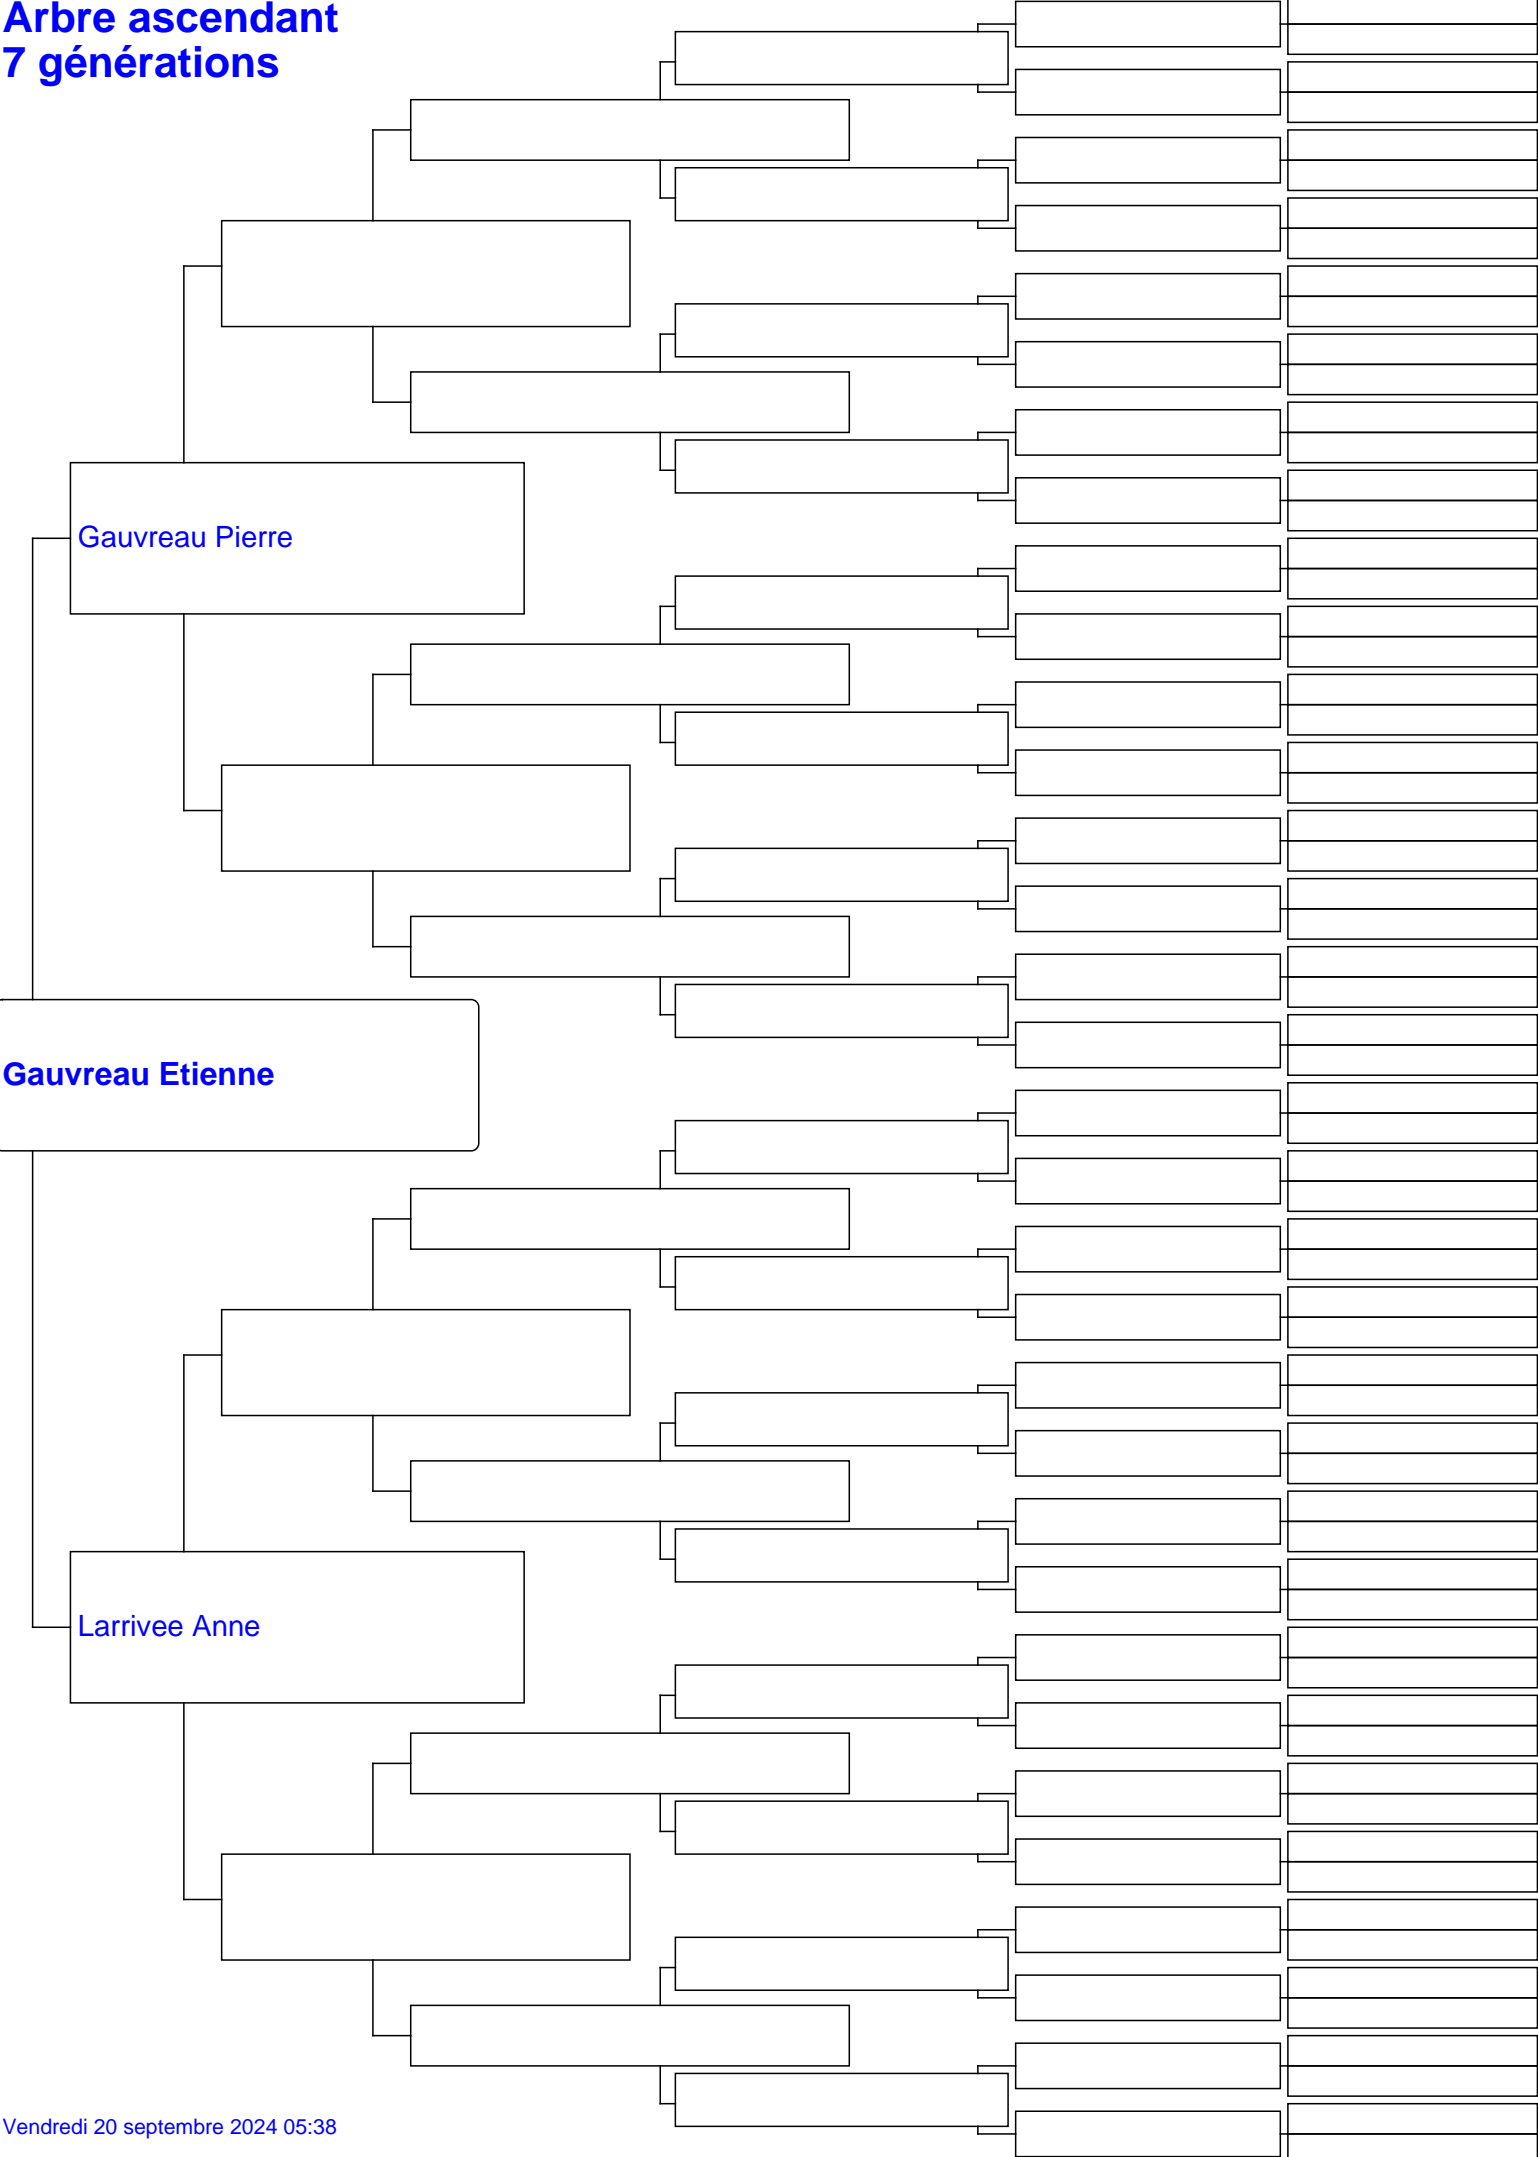 Arbre ascendant
7 générations
Gauvreau Pierre
Gauvreau Etienne
Larrivee Anne
Vendredi 20 septembre 2024 05:38